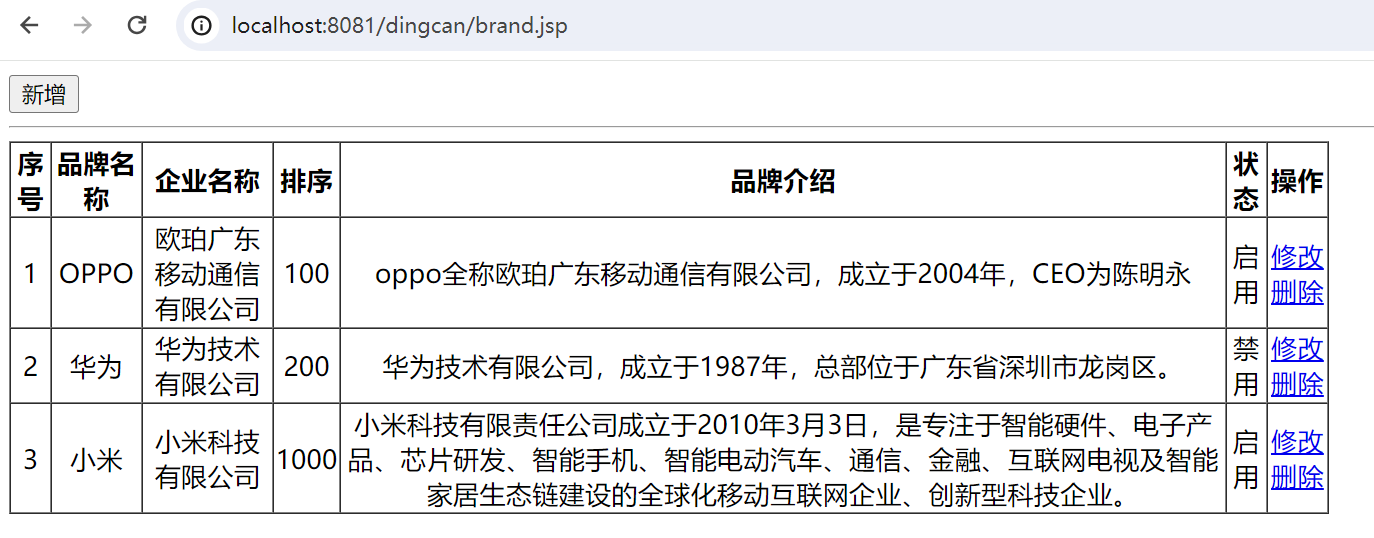 localhost:8081/dingcan/brand.jsp
新增
序号 品牌名称 企业名称 排序 品牌介绍 状态 操作
1 OPPO 欧珀广东移动通信有限公司 100 oppo全称欧珀广东移动通信有限公司，成立于2004年，CEO为陈明永 启用 修改 删除
2 华为 华为技术有限公司 200 华为技术有限公司，成立于1987年，总部位于广东省深圳市龙岗区。 禁用 修改 删除
3 小米 小米科技有限公司 1000 小米科技有限责任公司成立于2010年3月3日，是专注于智能硬件、电子产品、芯片研发、智能手机、智能电动汽车、通信、金融、互联网电视及智能家居生态链建设的全球化移动互联网企业、创新型科技企业。 启用 修改 删除